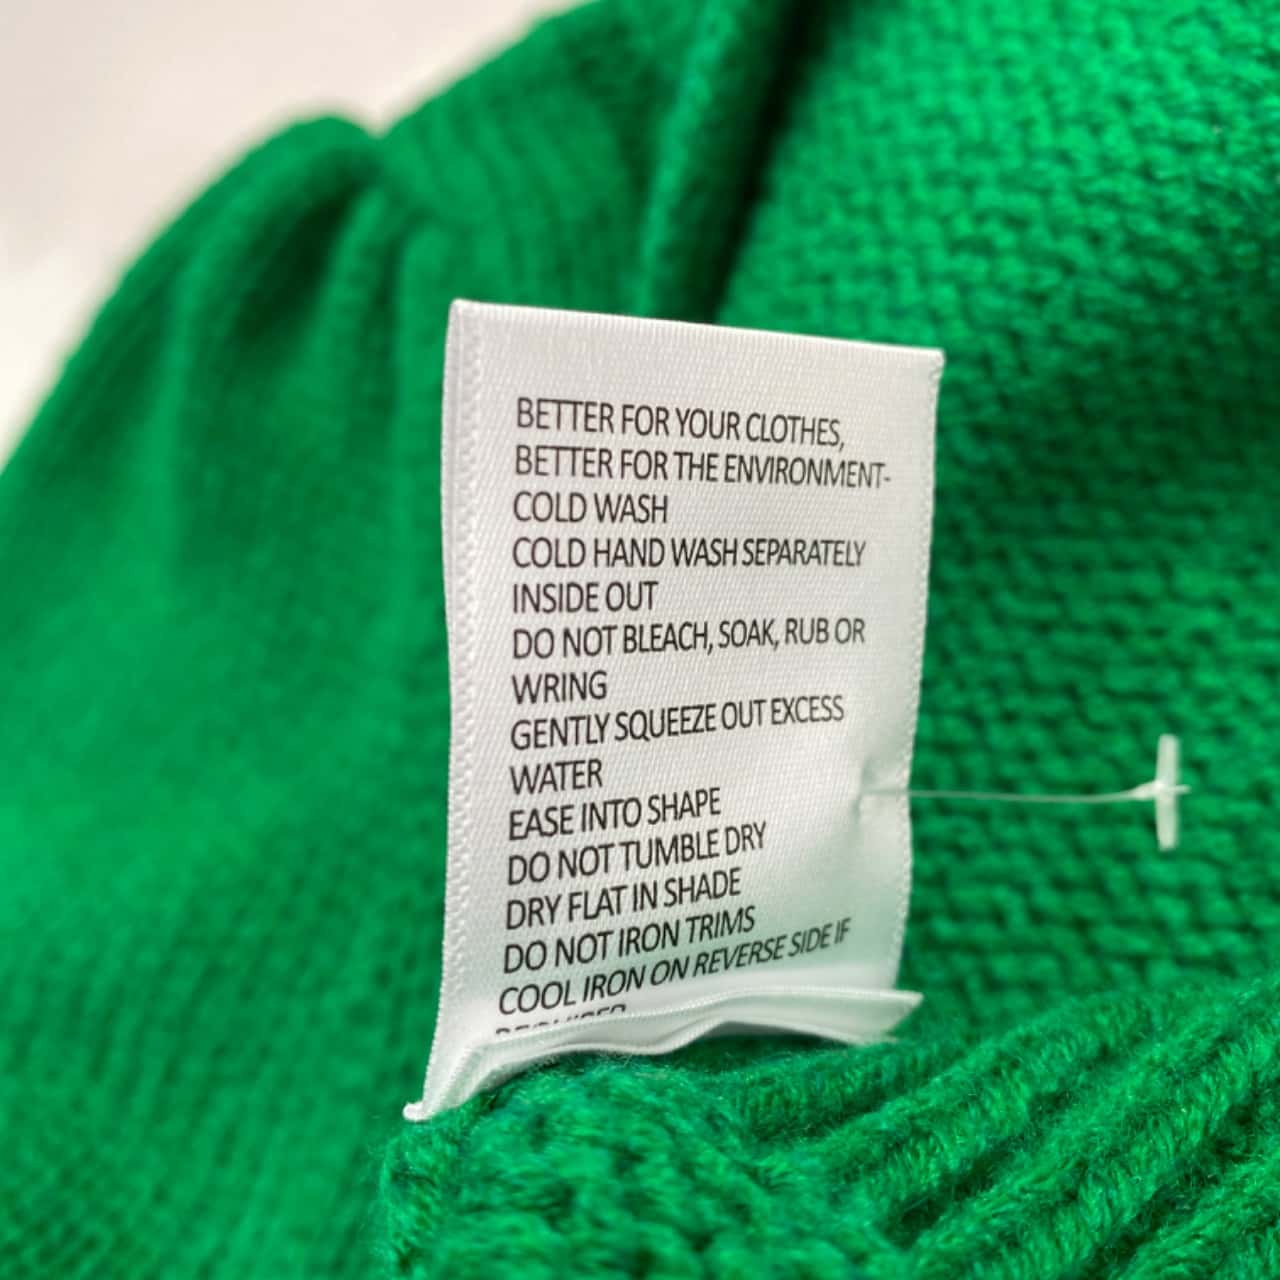 BETTER FOR YOUR CLOTHES,
BETTER FOR THE ENVIRONMENT-
COLD WASH
COLD HAND WASH SEPARATELY
INSIDE OUT
DO NOT BLEACH, SOAK, RUB OR
WRING
GENTLY SQUEEZE OUT EXCESS
WATER
EASE INTO SHAPE
DO NOT TUMBLE DRY
DRY FLAT IN SHADE
DO NOT IRON TRIMS
COOL IRON ON REVERSE SIDE IF